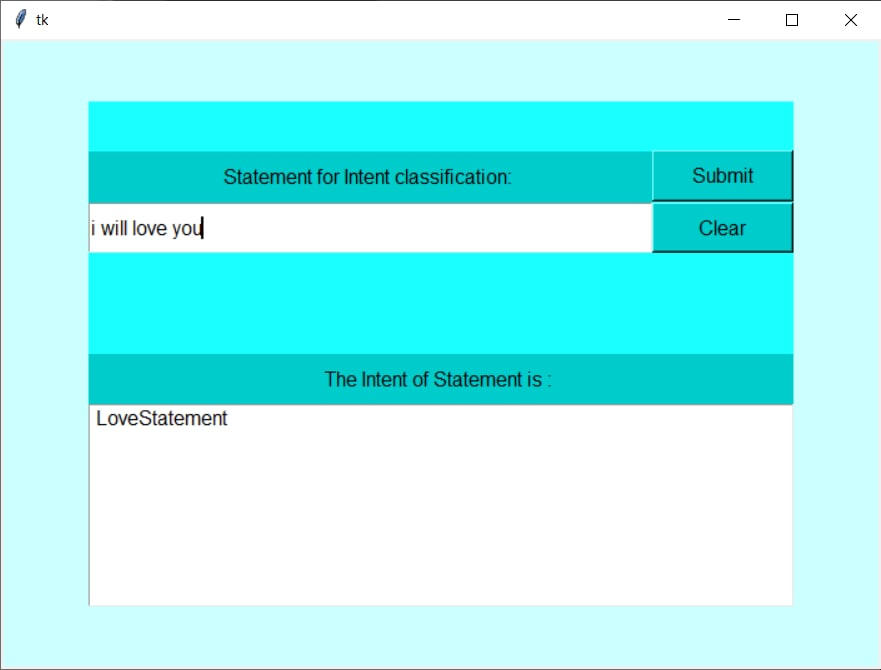 tk
Statement for Intent classification:
Submit
i will love you
Clear
The Intent of Statement is :
LoveStatement